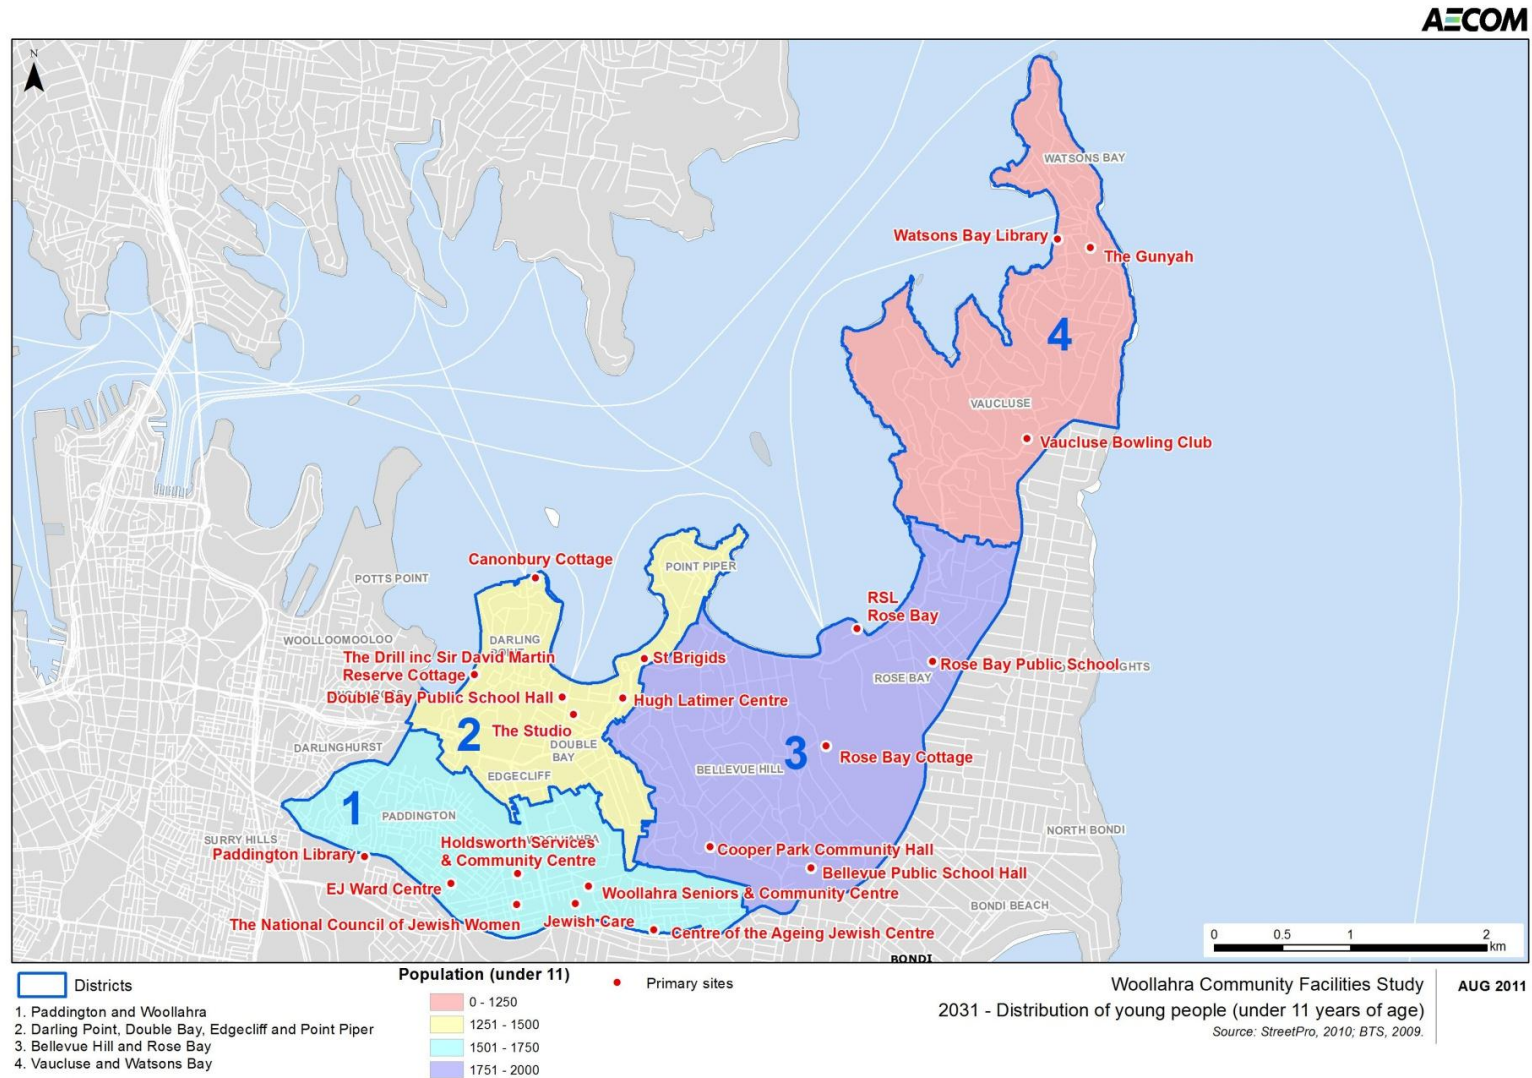 AECOM
N
WATSONS BAY
Watsons Bay Library
The Gunyah
4
VAUCLUSE
Vaucluse Bowling Club
Canonbury Cottage
POINT PIPER
POTTS POINT
RSL
Rose Bay
WOOLLOOMOOLOO
DARLING
The Drill inc Sir David Martin
Reserve Cottage
St Brigids
Rose Bay Public School
GHTS
ROSE BAY
Double Bay Public School Hall
Hugh Latimer Centre
2
The Studio
DARLINGHURST
DOUBLE
BAY
3
Rose Bay Cottage
BELLEVUE HILL
EDGECLIFF
1
PADDINGTON
NORTH BONDI
SURRY HILLS
Holdsworth Services
& Community Centre
Paddington Library
Cooper Park Community Hall
Bellevue Public School Hall
EJ Ward Centre
Woollahra Seniors & Community Centre
BONDI BEACH
The National Council of Jewish Women
Jewish Care
Centre of the Ageing Jewish Centre
BONDI
0 0.5 1 2
km
Districts
1. Paddington and Woollahra
2. Darling Point, Double Bay, Edgecliff and Point Piper
3. Bellevue Hill and Rose Bay
4. Vaucluse and Watsons Bay
Population (under 11)
0 - 1250
1251 - 1500
1501 - 1750
1751 - 2000
Primary sites
Woollahra Community Facilities Study
2031 - Distribution of young people (under 11 years of age)
Source: StreetPro, 2010; BTS, 2009.
AUG 2011